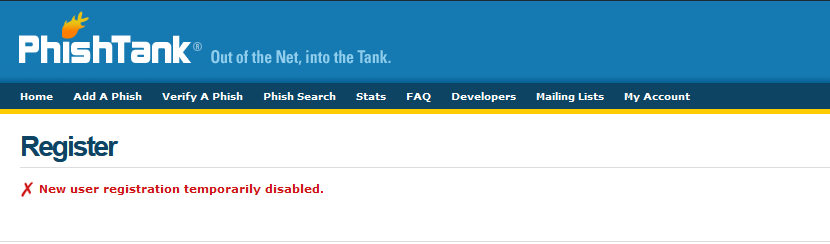 PhishTank® Out of the Net, into the Tank.
Home Add A Phish Verify A Phish Phish Search Stats FAQ Developers Mailing Lists My Account
Register
✗ New user registration temporarily disabled.